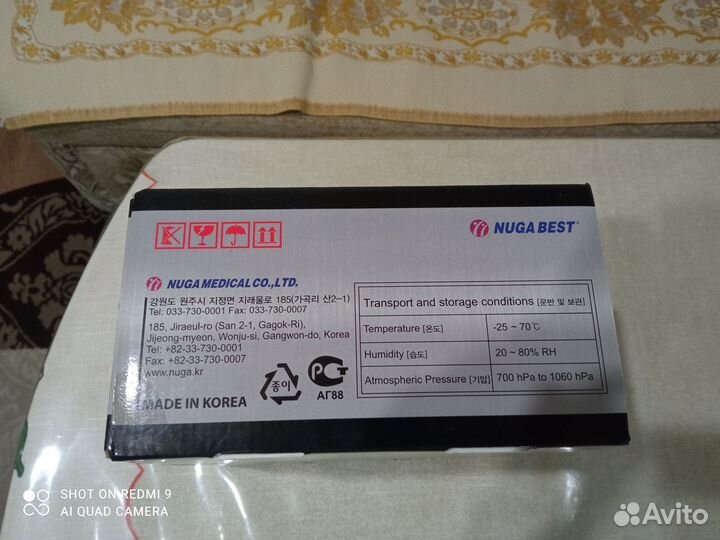 NUGA BEST
NUGA MEDICAL CO., LTD.
강원도 원주시 지정면 지래울로 185(가곡리 산2-1)
Tel: 033-730-0001 Fax: 033-730-0007
185, Jiraeul-ro (San 2-1, Gagok-Ri),
Jijeong-myeon, Wonju-si, Gangwon-do, Korea
Tel: +82-33-730-0001
Fax: +82-33-730-0007
www.nuga.kr
MADE IN KOREA
종이
РСТ
АГ88
Transport and storage conditions [운반 및 보관]
Temperature [온도] -25 ~ 70℃
Humidity [습도] 20 ~ 80% RH
Atmospheric Pressure [기압] 700 hPa to 1060 hPa
SHOT ON REDMI 9
AI QUAD CAMERA
Avito